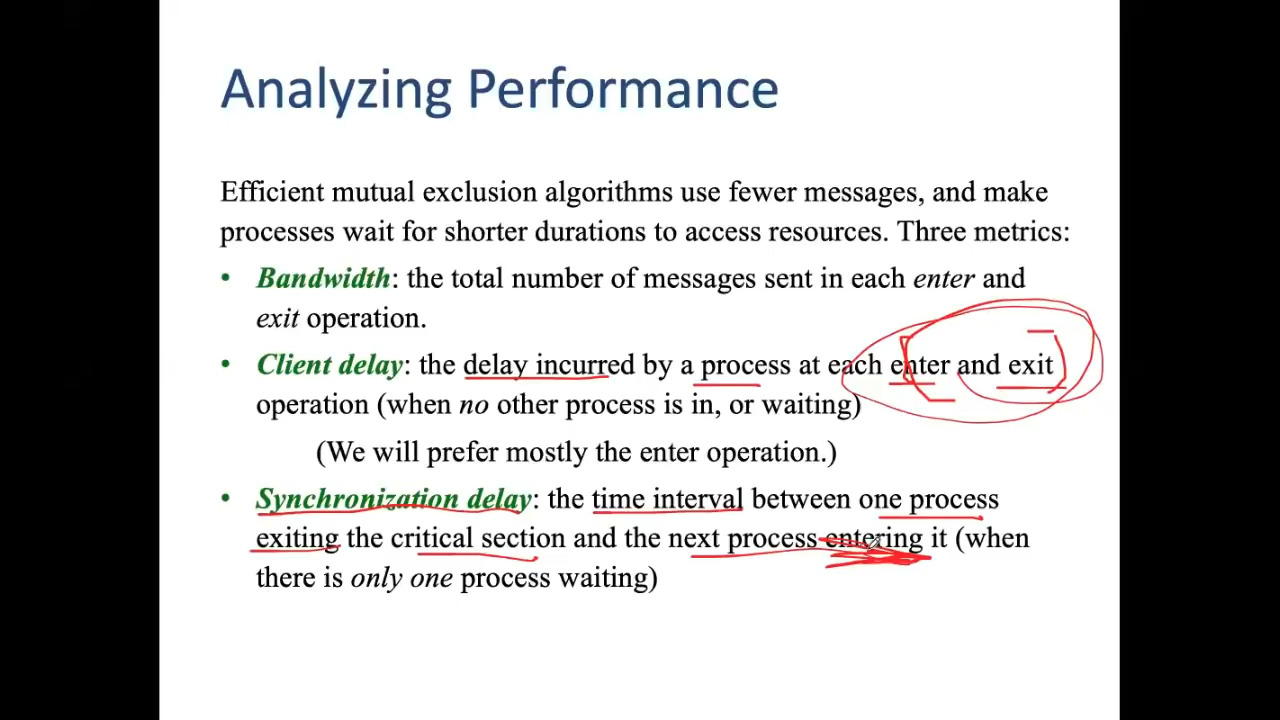 Analyzing Performance
Efficient mutual exclusion algorithms use fewer messages, and make
processes wait for shorter durations to access resources. Three metrics:
• Bandwidth: the total number of messages sent in each enter and
exit operation.
• Client delay: the delay incurred by a process at each enter and exit
operation (when no other process is in, or waiting)
(We will prefer mostly the enter operation.)
• Synchronization delay: the time interval between one process
exiting the critical section and the next process entering it (when
there is only one process waiting)